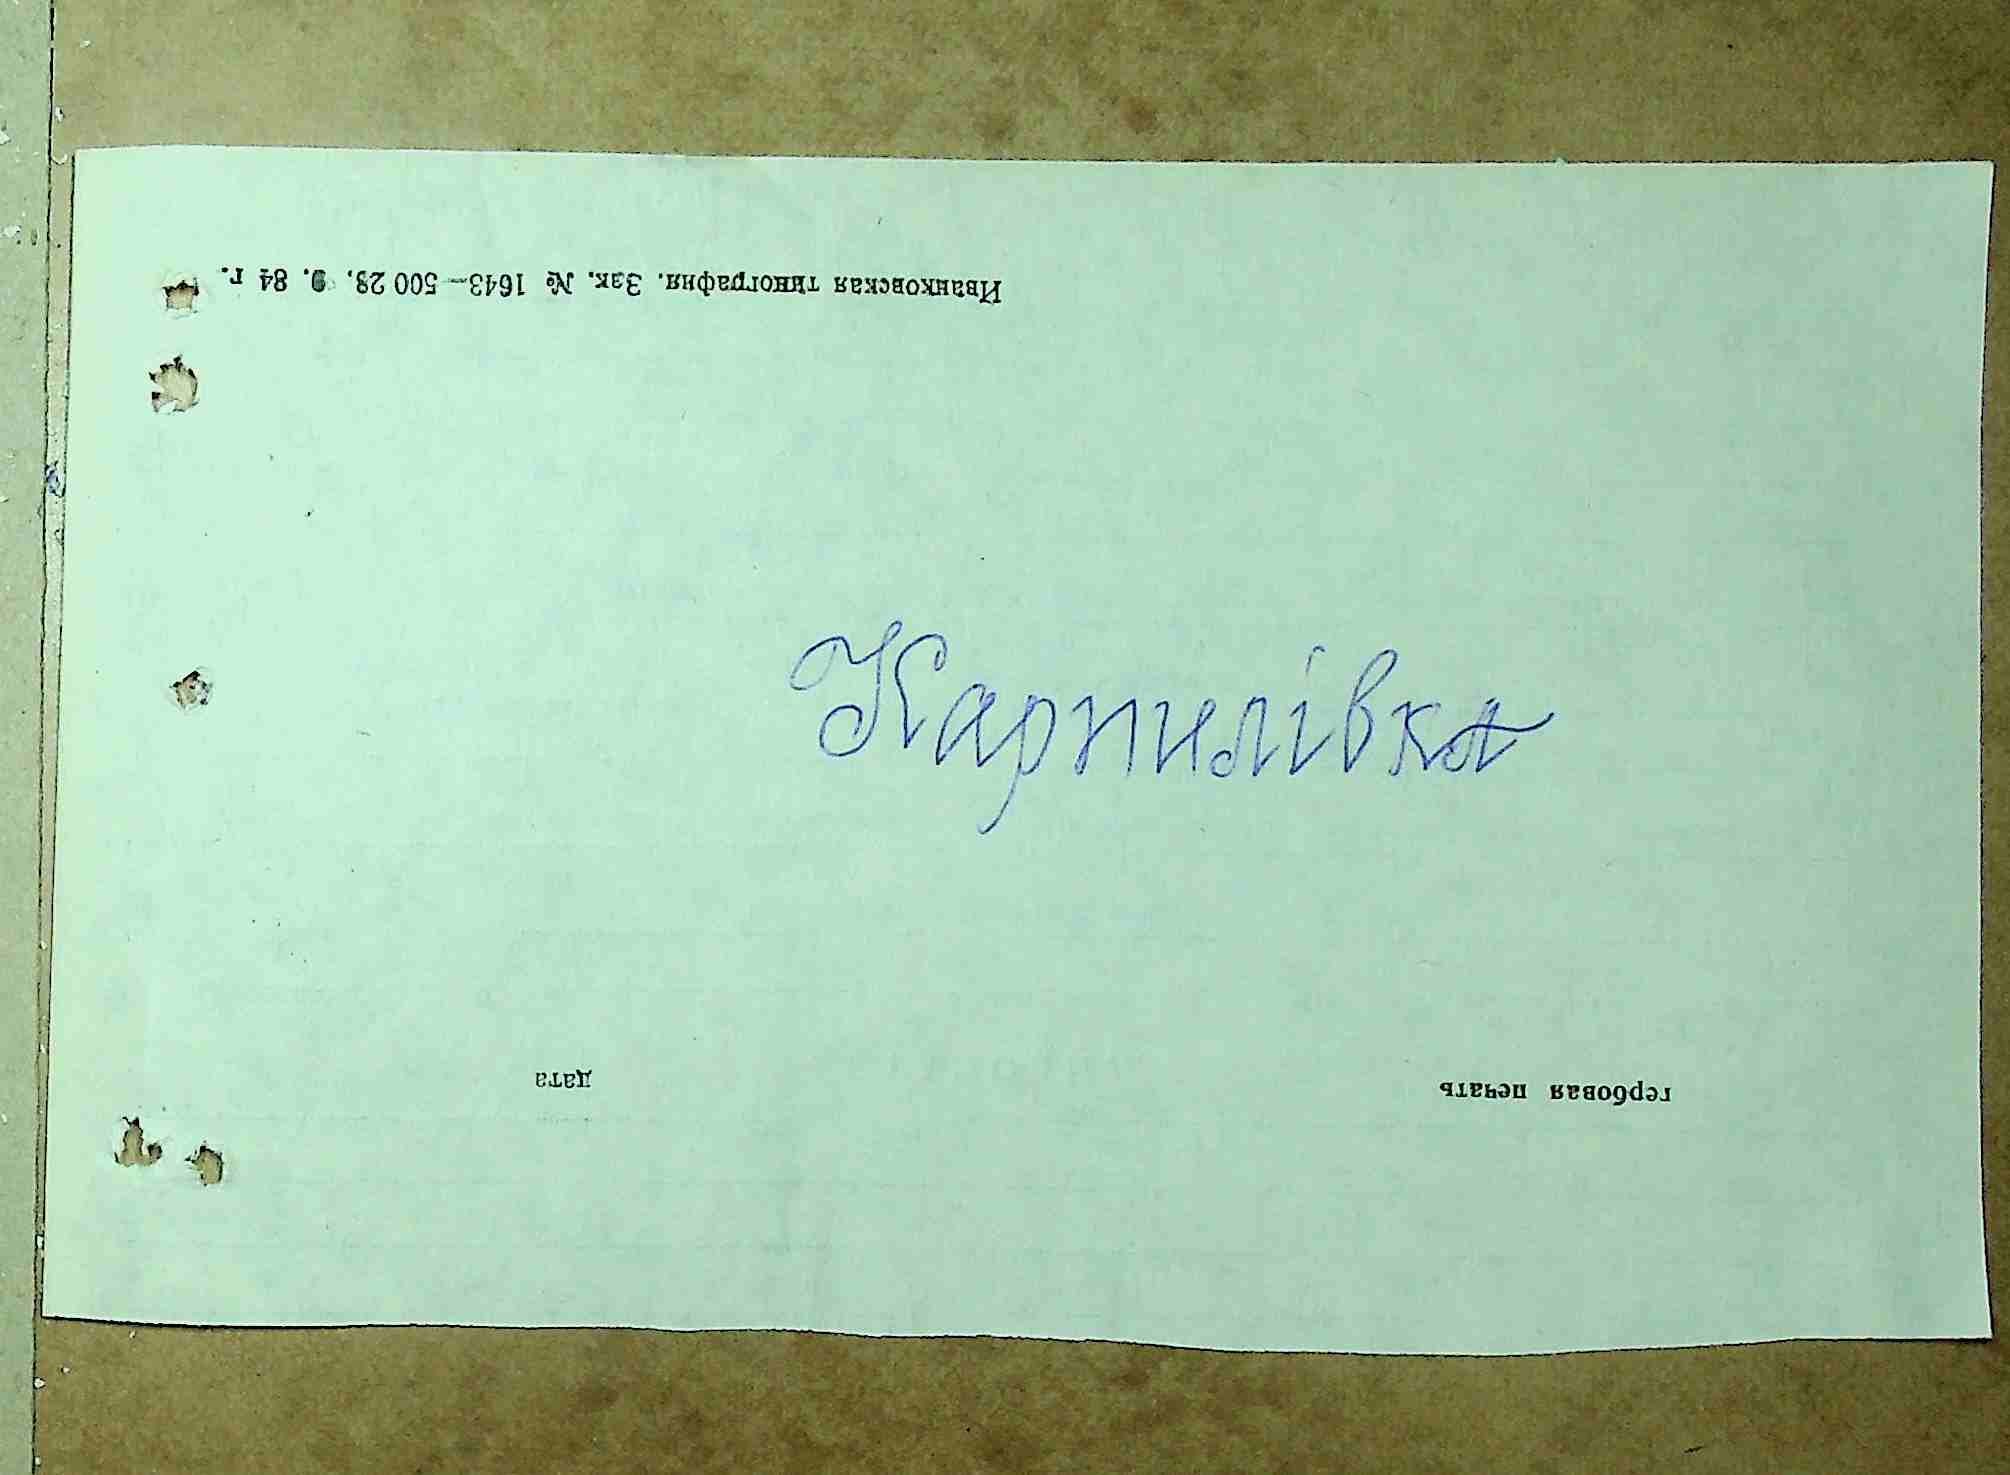 Иванковская типография. Зак. № 1643—500 28. 9. 84 г.
Карпилівка
дата
гербовая печать